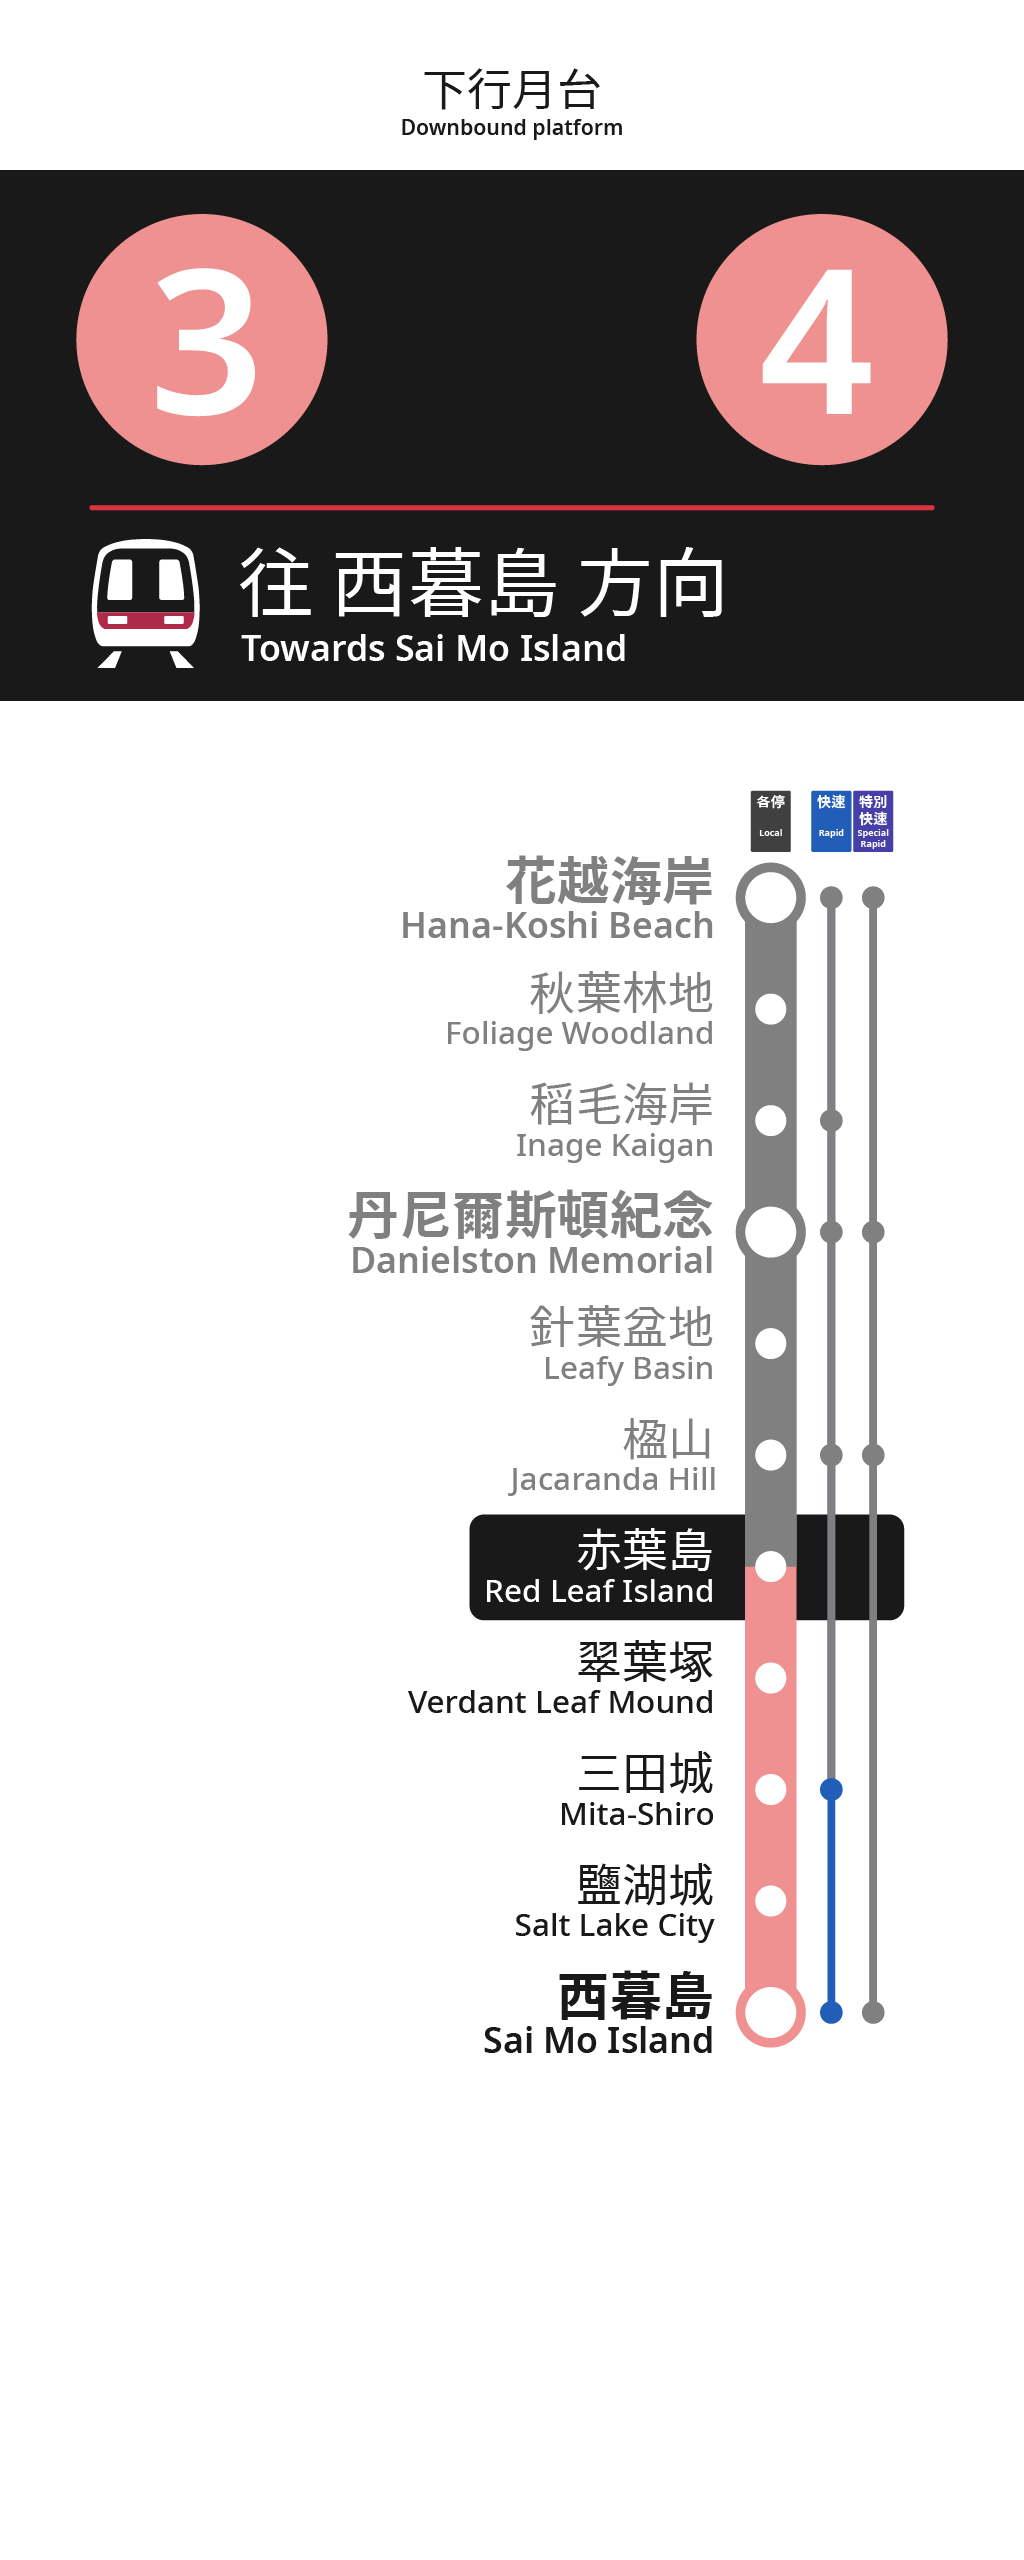 下行月台
Downbound platform
3
4
往 西暮島 方向
Towards Sai Mo Island
各停
Local
快速
Rapid
特別
快速
Special
Rapid
花越海岸
Hana-Koshi Beach
秋葉林地
Foliage Woodland
稻毛海岸
Inage Kaigan
丹尼爾斯頓紀念
Danielston Memorial
針葉盆地
Leafy Basin
楹山
Jacaranda Hill
赤葉島
Red Leaf Island
翠葉塚
Verdant Leaf Mound
三田城
Mita-Shiro
鹽湖城
Salt Lake City
西暮島
Sai Mo Island